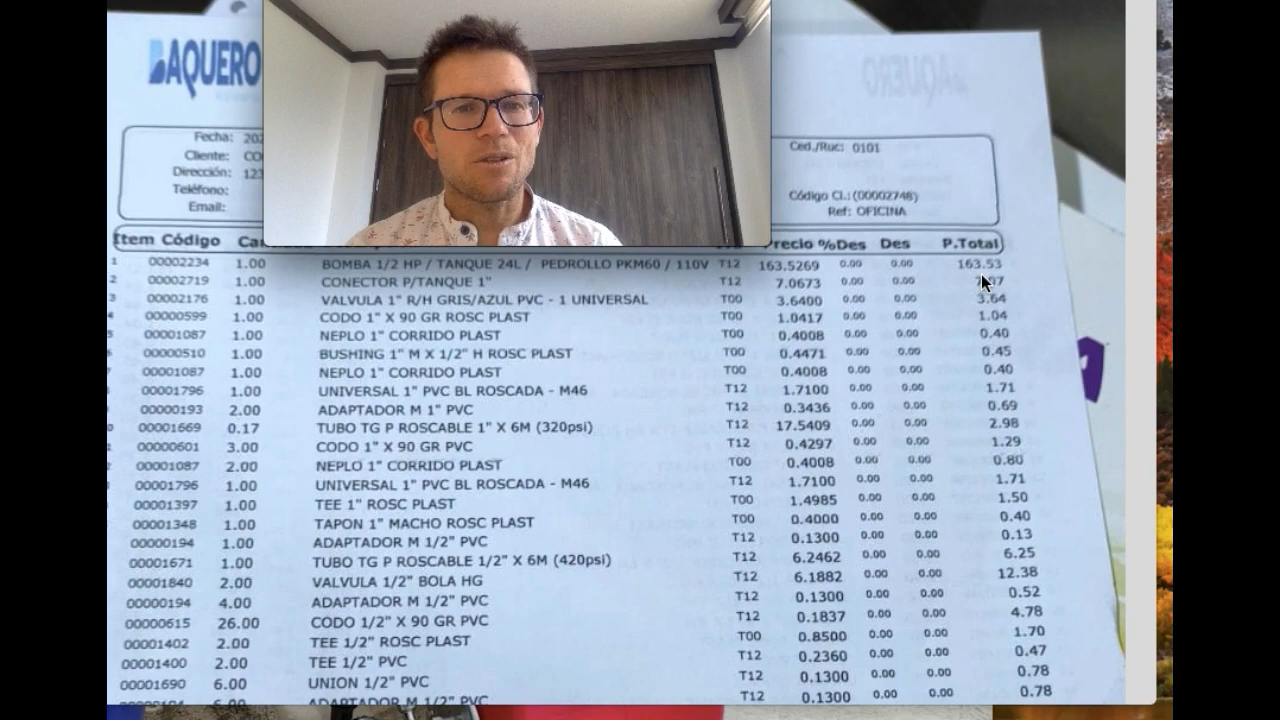 BAQUERO
Fecha: 202
Cliente: CO
Dirección: 123
Teléfono:
Email:
Ced./Ruc: 0101
Código Cl.:(00002748)
Ref: OFICINA
Item Código Precio %Des Des P.Total
1 00002234 1.00 BOMBA 1/2 HP / TANQUE 24L / PEDROLLO PKM60 / 110V T12 163.5269 0.00 0.00 163.53
2 00002719 1.00 CONECTOR P/TANQUE 1" T12 7.0673 0.00 0.00
3 00002176 1.00 VALVULA 1" R/H GRIS/AZUL PVC - 1 UNIVERSAL T00 3.6400 0.00 0.00 3.64
00000599 1.00 CODO 1" X 90 GR ROSC PLAST T00 1.0417 0.00 0.00 1.04
00001087 1.00 NEPLO 1" CORRIDO PLAST T00 0.4008 0.00 0.00 0.40
00000510 1.00 BUSHING 1" M X 1/2" H ROSC PLAST T00 0.4471 0.00 0.00 0.45
00001087 1.00 NEPLO 1" CORRIDO PLAST T00 0.4008 0.00 0.00 0.40
00001796 1.00 UNIVERSAL 1" PVC BL ROSCADA - M46 T12 1.7100 0.00 0.00 1.71
00000193 2.00 ADAPTADOR M 1" PVC T12 0.3436 0.00 0.00 0.69
00001669 0.17 TUBO TG P ROSCABLE 1" X 6M (320psi) T12 17.5409 0.00 0.00 2.98
00000601 3.00 CODO 1" X 90 GR PVC T12 0.4297 0.00 0.00 1.29
00001087 2.00 NEPLO 1" CORRIDO PLAST T00 0.4008 0.00 0.00 0.80
00001796 1.00 UNIVERSAL 1" PVC BL ROSCADA - M46 T12 1.7100 0.00 0.00 1.71
00001397 1.00 TEE 1" ROSC PLAST T00 1.4985 0.00 0.00 1.50
00001348 1.00 TAPON 1" MACHO ROSC PLAST T00 0.4000 0.00 0.00 0.40
00000194 1.00 ADAPTADOR M 1/2" PVC T12 0.1300 0.00 0.00 0.13
00001671 1.00 TUBO TG P ROSCABLE 1/2" X 6M (420psi) T12 6.2462 0.00 0.00 6.25
00001840 2.00 VALVULA 1/2" BOLA HG T12 6.1882 0.00 0.00 12.38
00000194 4.00 ADAPTADOR M 1/2" PVC T12 0.1300 0.00 0.00 0.52
00000615 26.00 CODO 1/2" X 90 GR PVC T12 0.1837 0.00 0.00 4.78
00001402 2.00 TEE 1/2" ROSC PLAST T00 0.8500 0.00 0.00 1.70
00001400 2.00 TEE 1/2" PVC T12 0.2360 0.00 0.00 0.47
00001690 6.00 UNION 1/2" PVC T12 0.1300 0.00 0.00 0.78
ADAPTADOR M 1/2" PVC T12 0.1300 0.00 0.00 0.78